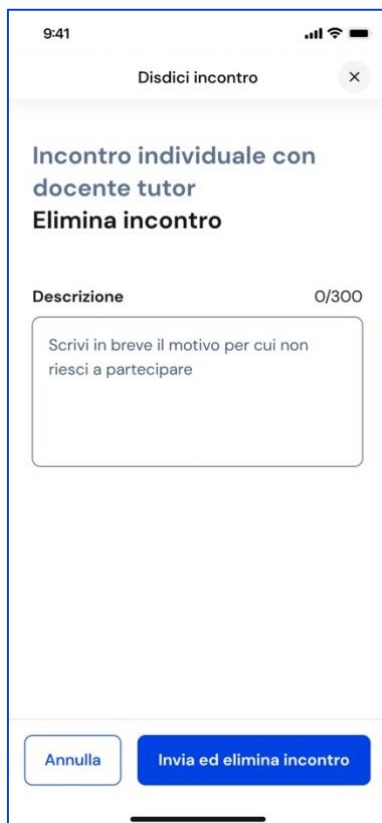 9:41
Disdici incontro
Incontro individuale con
docente tutor
Elimina incontro
Descrizione 0/300
Scrivi in breve il motivo per cui non
riesci a partecipare
Annulla Invia ed elimina incontro